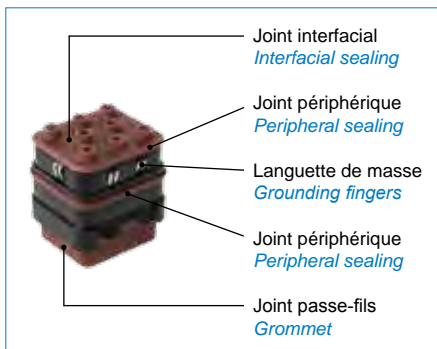 Joint interfacial
Interfacial sealing
Joint périphérique
Peripheral sealing
Languette de masse
Grounding fingers
Joint périphérique
Peripheral sealing
Joint passe-fils
Grommet